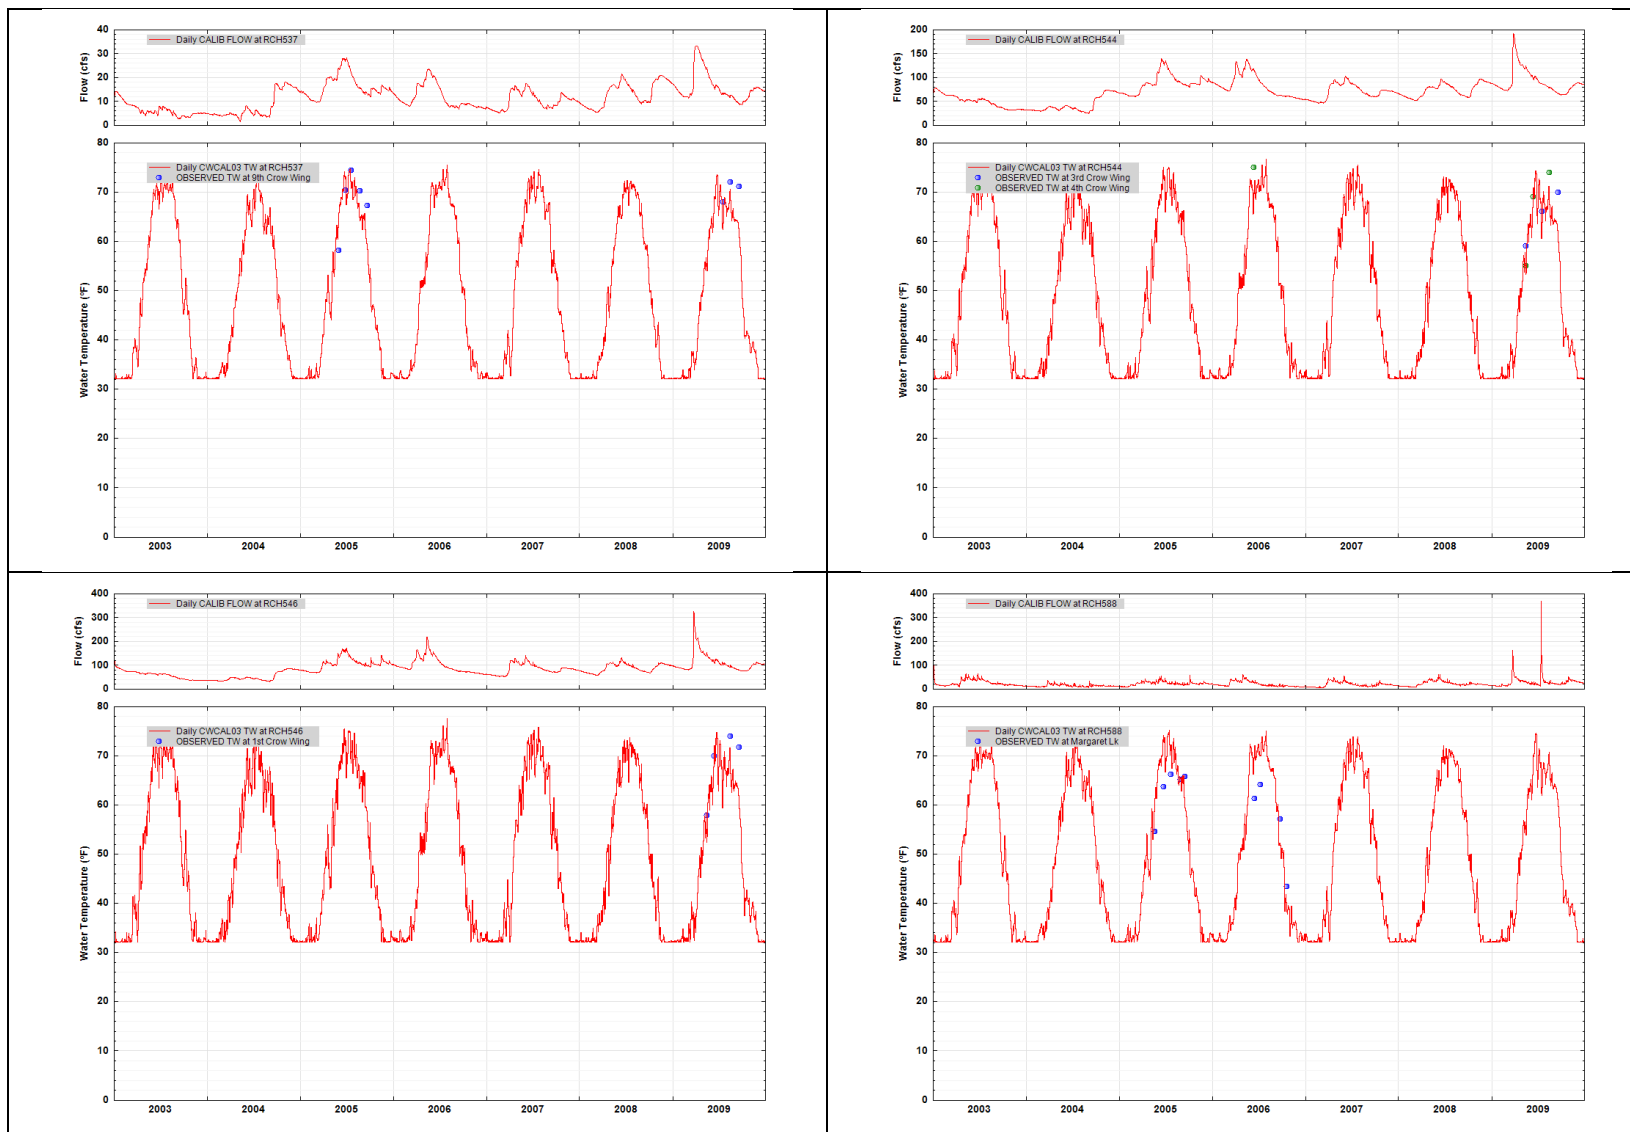 40
30
20
10
0
Flow (cfs)
Daily CALIB FLOW at RCH537
80
70
60
50
40
30
20
10
0
Water Temperature (ºF)
Daily CWCAL03 TW at RCH537
OBSERVED TW at 9th Crow Wing
2003 2004 2005 2006 2007 2008 2009
200
150
100
50
0
Flow (cfs)
Daily CALIB FLOW at RCH544
80
70
60
50
40
30
20
10
0
Water Temperature (ºF)
Daily CWCAL03 TW at RCH544
OBSERVED TW at 3rd Crow Wing
OBSERVED TW at 4th Crow Wing
2003 2004 2005 2006 2007 2008 2009
400
300
200
100
0
Flow (cfs)
Daily CALIB FLOW at RCH546
80
70
60
50
40
30
20
10
0
Water Temperature (ºF)
Daily CWCAL03 TW at RCH546
OBSERVED TW at 1st Crow Wing
2003 2004 2005 2006 2007 2008 2009
400
300
200
100
0
Flow (cfs)
Daily CALIB FLOW at RCH588
80
70
60
50
40
30
20
10
0
Water Temperature (ºF)
Daily CWCAL03 TW at RCH588
OBSERVED TW at Margaret Lk
2003 2004 2005 2006 2007 2008 2009